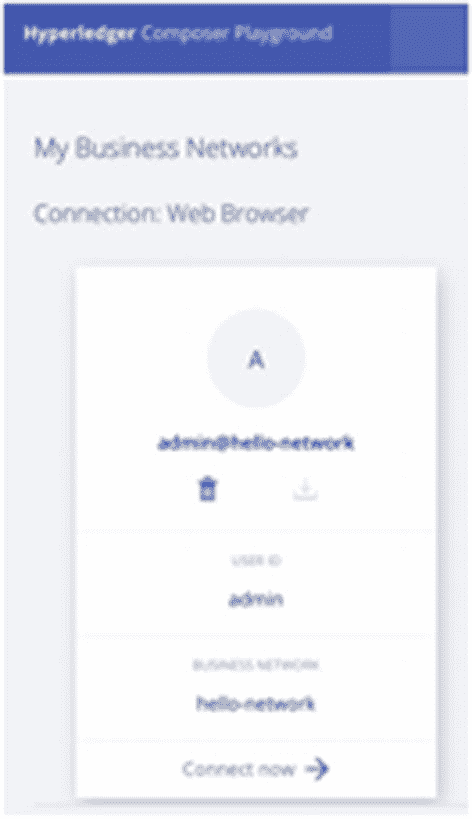 Hyperledger Composer Playground
My Business Networks
Connection: Web Browser
A
admin@hello-network
USER ID
admin
BUSINESS NETWORK
hello-network
Connect now